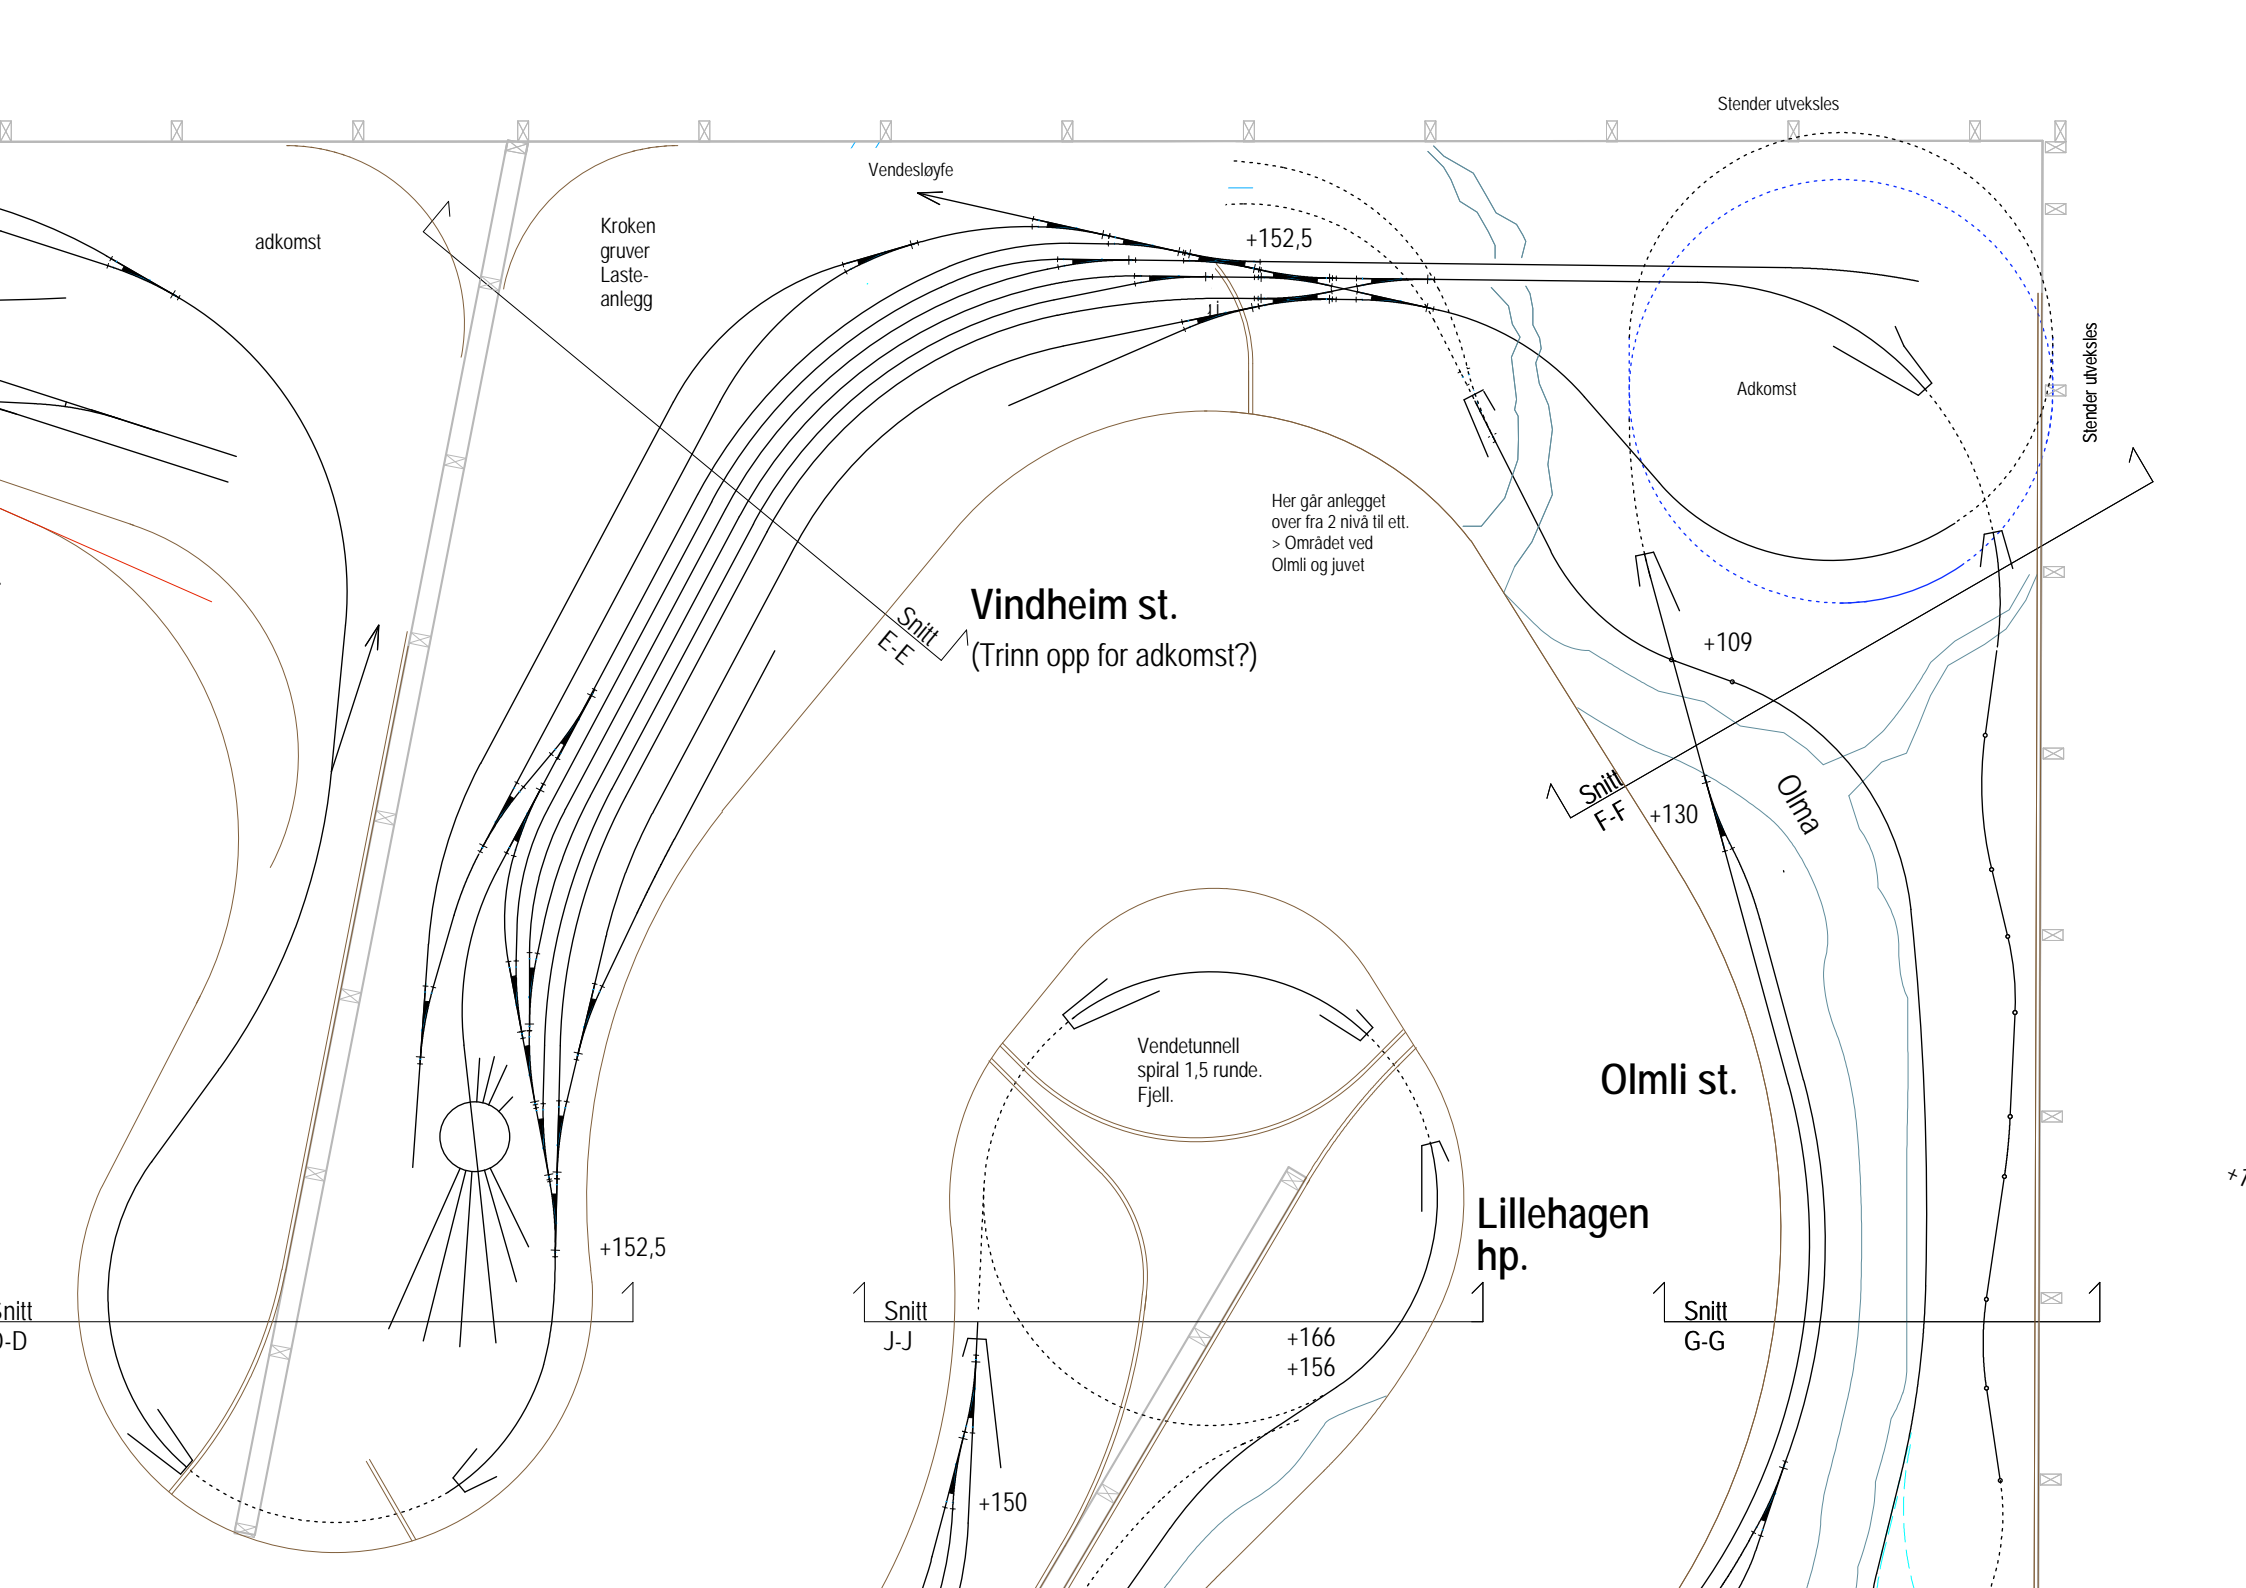 Stender utveksles
Vendesløyfe
adkomst
Kroken
gruver
Laste-
anlegg
+152,5
Adkomst
Stender utveksles
Her går anlegget
over fra 2 nivå til ett.
> Området ved
Olmli og juvet
Vindheim st.
(Trinn opp for adkomst?)
Snitt
E-E
+109
Snitt
F-F
+130
Olma
Vendetunnell
spiral 1,5 runde.
Fjell.
Olmli st.
Lillehagen
hp.
+152,5
Snitt
J-J
+166
+156
Snitt
G-G
+150